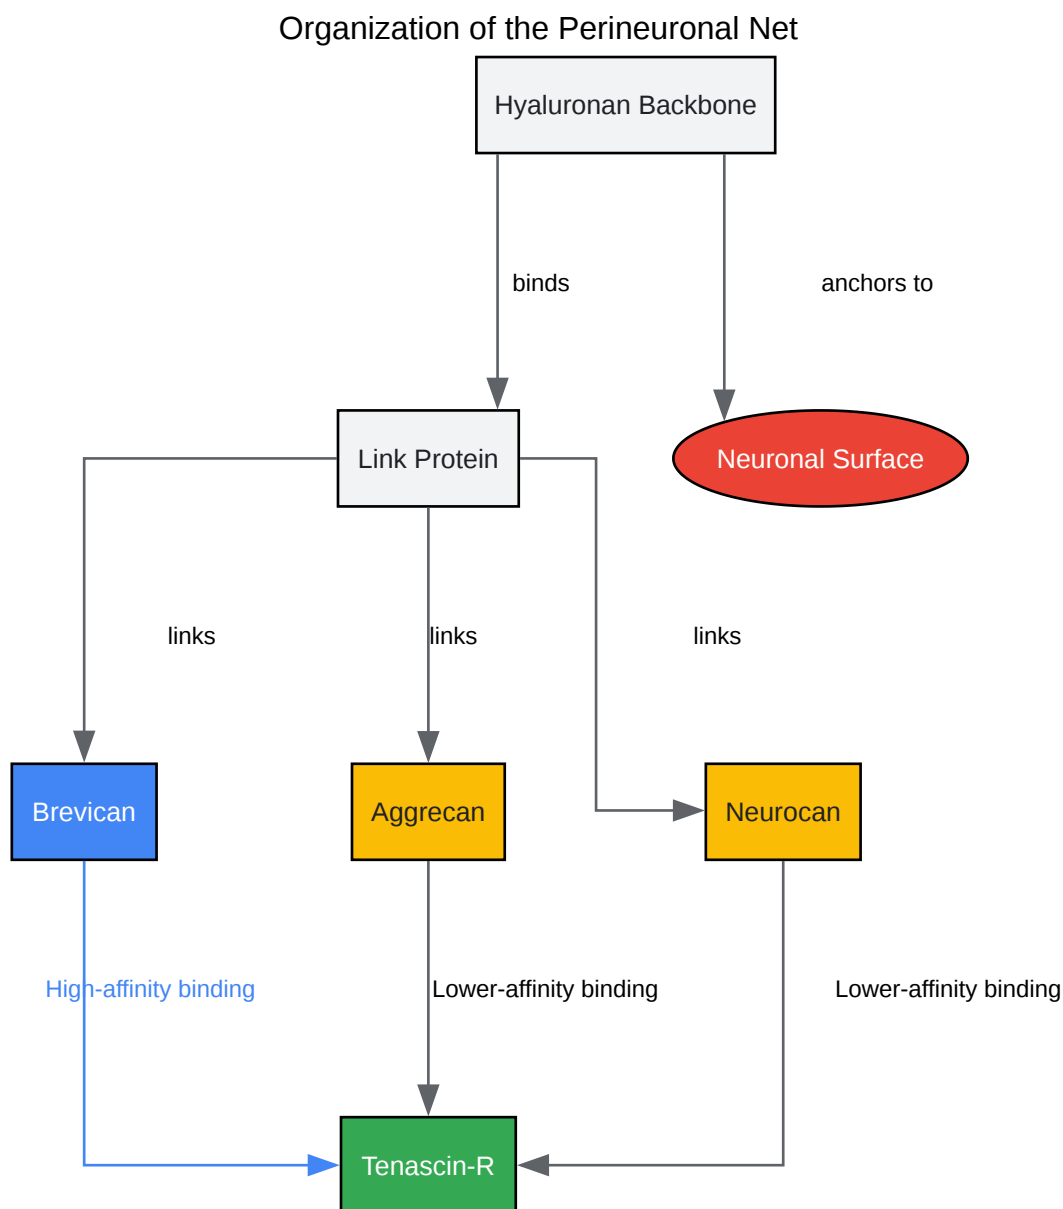 Organization of the Perineuronal Net
Hyaluronan Backbone
binds
anchors to
Link Protein
Neuronal Surface
links
links
links
Brevican
Aggrecan
Neurocan
High-affinity binding
Lower-affinity binding
Lower-affinity binding
Tenascin-R